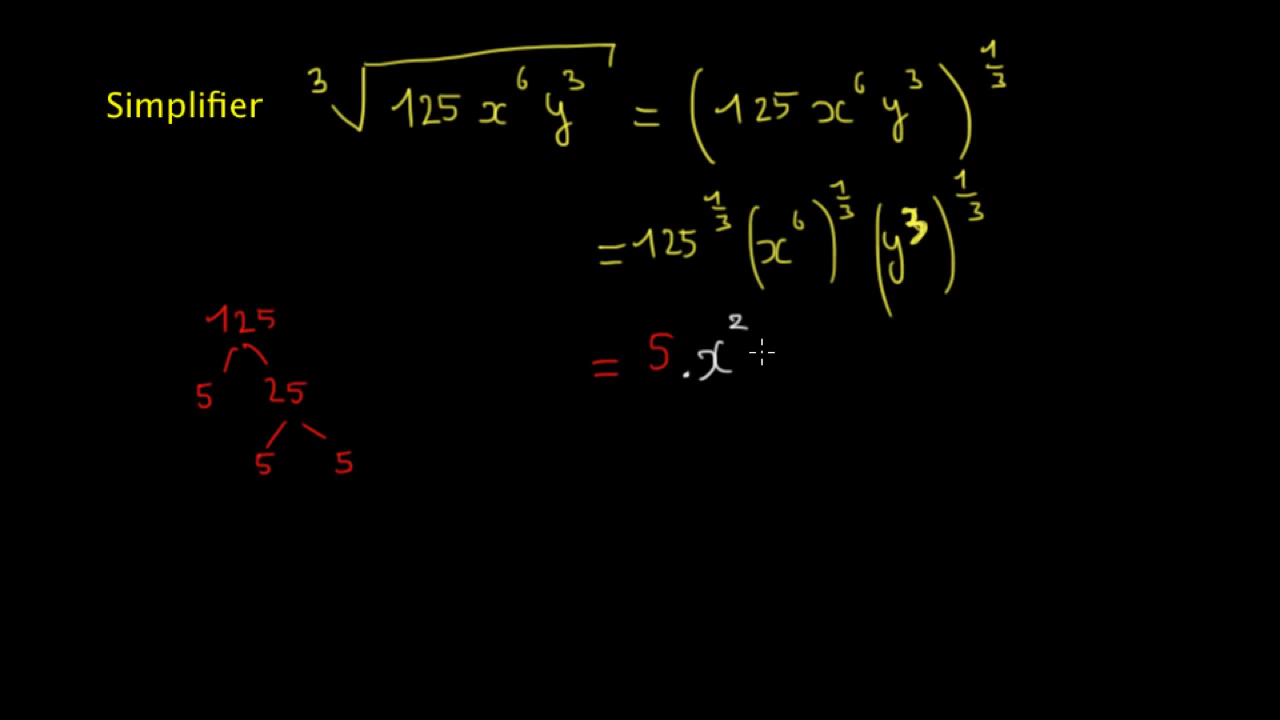 Simplifier ∛(125 x⁶ y³) = (125 x⁶ y³)^(1/3)
= 125^(1/3) (x⁶)^(1/3) (y³)^(1/3)
= 5 . x²
125
5 25
5 5